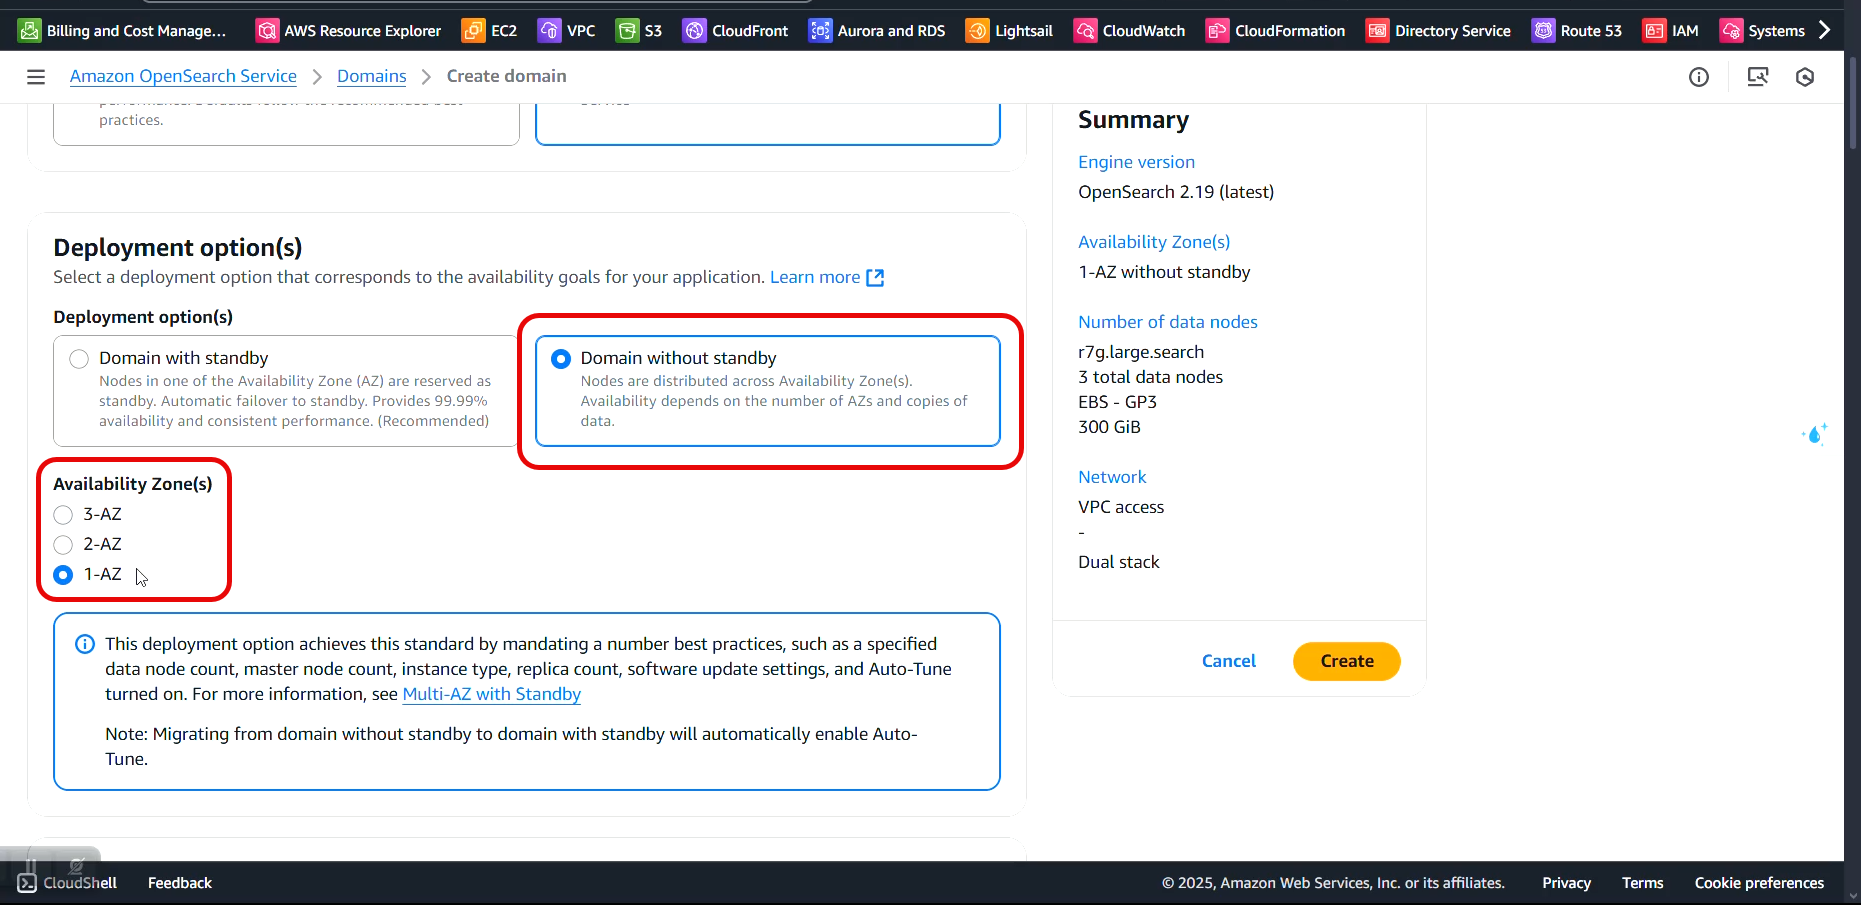 Billing and Cost Manage...
AWS Resource Explorer
EC2
VPC
S3
CloudFront
Aurora and RDS
Lightsail
CloudWatch
CloudFormation
Directory Service
Route 53
IAM
Systems
Amazon OpenSearch Service
Domains
Create domain
practices.
Deployment option(s)
Select a deployment option that corresponds to the availability goals for your application. Learn more
Deployment option(s)
Domain with standby
Nodes in one of the Availability Zone (AZ) are reserved as
standby. Automatic failover to standby. Provides 99.99%
availability and consistent performance. (Recommended)
Domain without standby
Nodes are distributed across Availability Zone(s).
Availability depends on the number of AZs and copies of
data.
Availability Zone(s)
3-AZ
2-AZ
1-AZ
This deployment option achieves this standard by mandating a number best practices, such as a specified
data node count, master node count, instance type, replica count, software update settings, and Auto-Tune
turned on. For more information, see Multi-AZ with Standby
Note: Migrating from domain without standby to domain with standby will automatically enable Auto-
Tune.
Summary
Engine version
OpenSearch 2.19 (latest)
Availability Zone(s)
1-AZ without standby
Number of data nodes
r7g.large.search
3 total data nodes
EBS - GP3
300 GiB
Network
VPC access
-
Dual stack
Cancel
Create
CloudShell
Feedback
© 2025, Amazon Web Services, Inc. or its affiliates.
Privacy
Terms
Cookie preferences